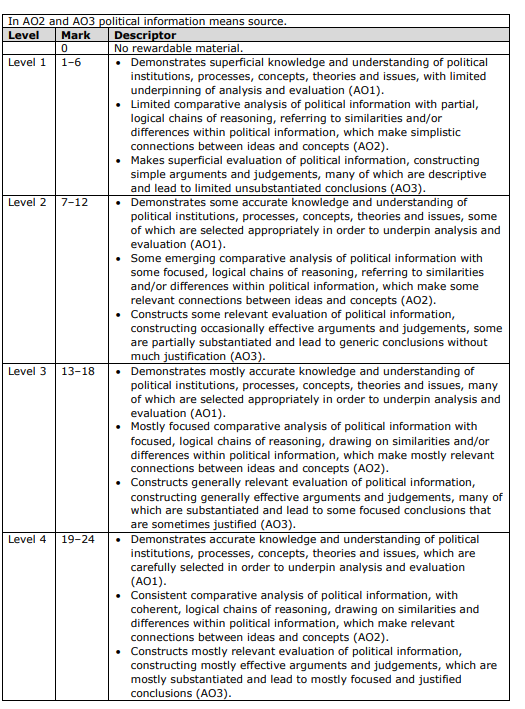 In AO2 and AO3 political information means source.
Level Mark Descriptor
0 No rewardable material.
Level 1 1–6 • Demonstrates superficial knowledge and understanding of political
institutions, processes, concepts, theories and issues, with limited
underpinning of analysis and evaluation (AO1).
• Limited comparative analysis of political information with partial,
logical chains of reasoning, referring to similarities and/or
differences within political information, which make simplistic
connections between ideas and concepts (AO2).
• Makes superficial evaluation of political information, constructing
simple arguments and judgements, many of which are descriptive
and lead to limited unsubstantiated conclusions (AO3).
Level 2 7–12 • Demonstrates some accurate knowledge and understanding of
political institutions, processes, concepts, theories and issues, some
of which are selected appropriately in order to underpin analysis and
evaluation (AO1).
• Some emerging comparative analysis of political information with
some focused, logical chains of reasoning, referring to similarities
and/or differences within political information, which make some
relevant connections between ideas and concepts (AO2).
• Constructs some relevant evaluation of political information,
constructing occasionally effective arguments and judgements, some
are partially substantiated and lead to generic conclusions without
much justification (AO3).
Level 3 13–18 • Demonstrates mostly accurate knowledge and understanding of
political institutions, processes, concepts, theories and issues, many
of which are selected appropriately in order to underpin analysis and
evaluation (AO1).
• Mostly focused comparative analysis of political information with
focused, logical chains of reasoning, drawing on similarities and/or
differences within political information, which make mostly relevant
connections between ideas and concepts (AO2).
• Constructs generally relevant evaluation of political information,
constructing generally effective arguments and judgements, many of
which are substantiated and lead to some focused conclusions that
are sometimes justified (AO3).
Level 4 19–24 • Demonstrates accurate knowledge and understanding of political
institutions, processes, concepts, theories and issues, which are
carefully selected in order to underpin analysis and evaluation
(AO1).
• Consistent comparative analysis of political information, with
coherent, logical chains of reasoning, drawing on similarities and
differences within political information, which make relevant
connections between ideas and concepts (AO2).
• Constructs mostly relevant evaluation of political information,
constructing mostly effective arguments and judgements, which are
mostly substantiated and lead to mostly focused and justified
conclusions (AO3).